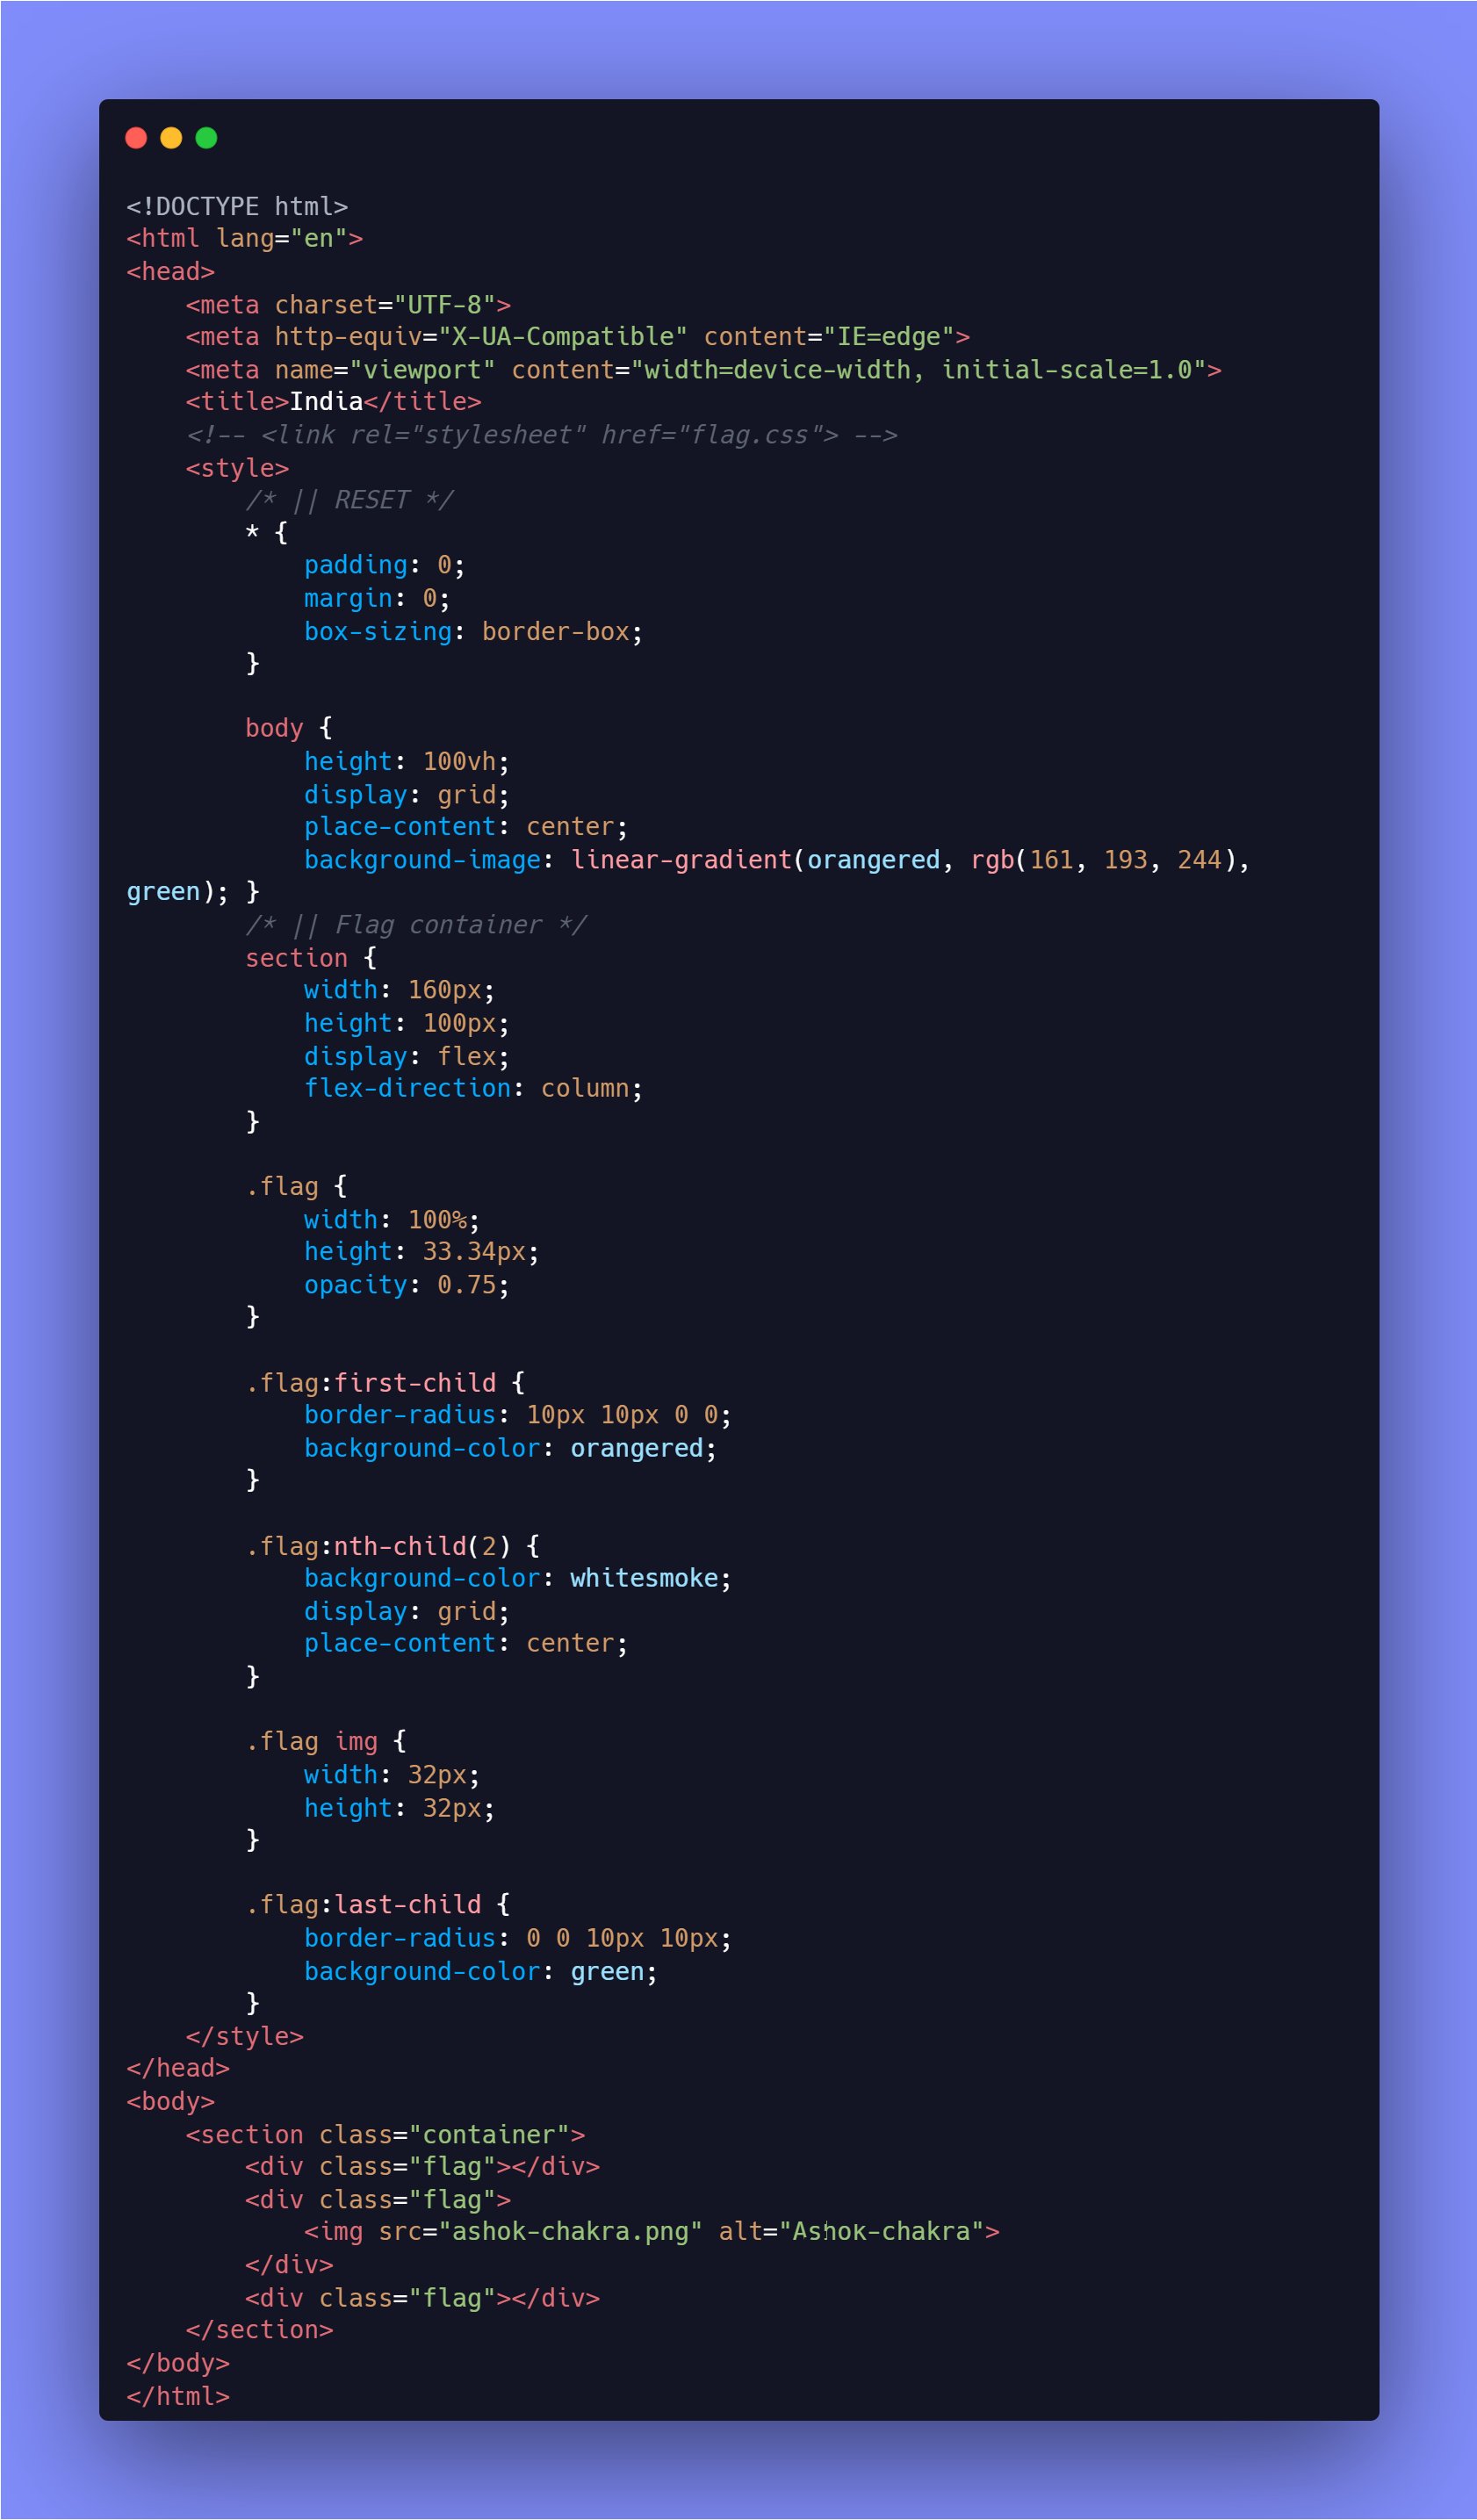 <!DOCTYPE html>
<html lang="en">
<head>
    <meta charset="UTF-8">
    <meta http-equiv="X-UA-Compatible" content="IE=edge">
    <meta name="viewport" content="width=device-width, initial-scale=1.0">
    <title>India</title>
    <!-- <link rel="stylesheet" href="flag.css"> -->
    <style>
        /* || RESET */
        * {
            padding: 0;
            margin: 0;
            box-sizing: border-box;
        }

        body {
            height: 100vh;
            display: grid;
            place-content: center;
            background-image: linear-gradient(orangered, rgb(161, 193, 244),
green); }
        /* || Flag container */
        section {
            width: 160px;
            height: 100px;
            display: flex;
            flex-direction: column;
        }

        .flag {
            width: 100%;
            height: 33.34px;
            opacity: 0.75;
        }

        .flag:first-child {
            border-radius: 10px 10px 0 0;
            background-color: orangered;
        }

        .flag:nth-child(2) {
            background-color: whitesmoke;
            display: grid;
            place-content: center;
        }

        .flag img {
            width: 32px;
            height: 32px;
        }

        .flag:last-child {
            border-radius: 0 0 10px 10px;
            background-color: green;
        }
    </style>
</head>
<body>
    <section class="container">
        <div class="flag"></div>
        <div class="flag">
            <img src="ashok-chakra.png" alt="Ashok-chakra">
        </div>
        <div class="flag"></div>
    </section>
</body>
</html>